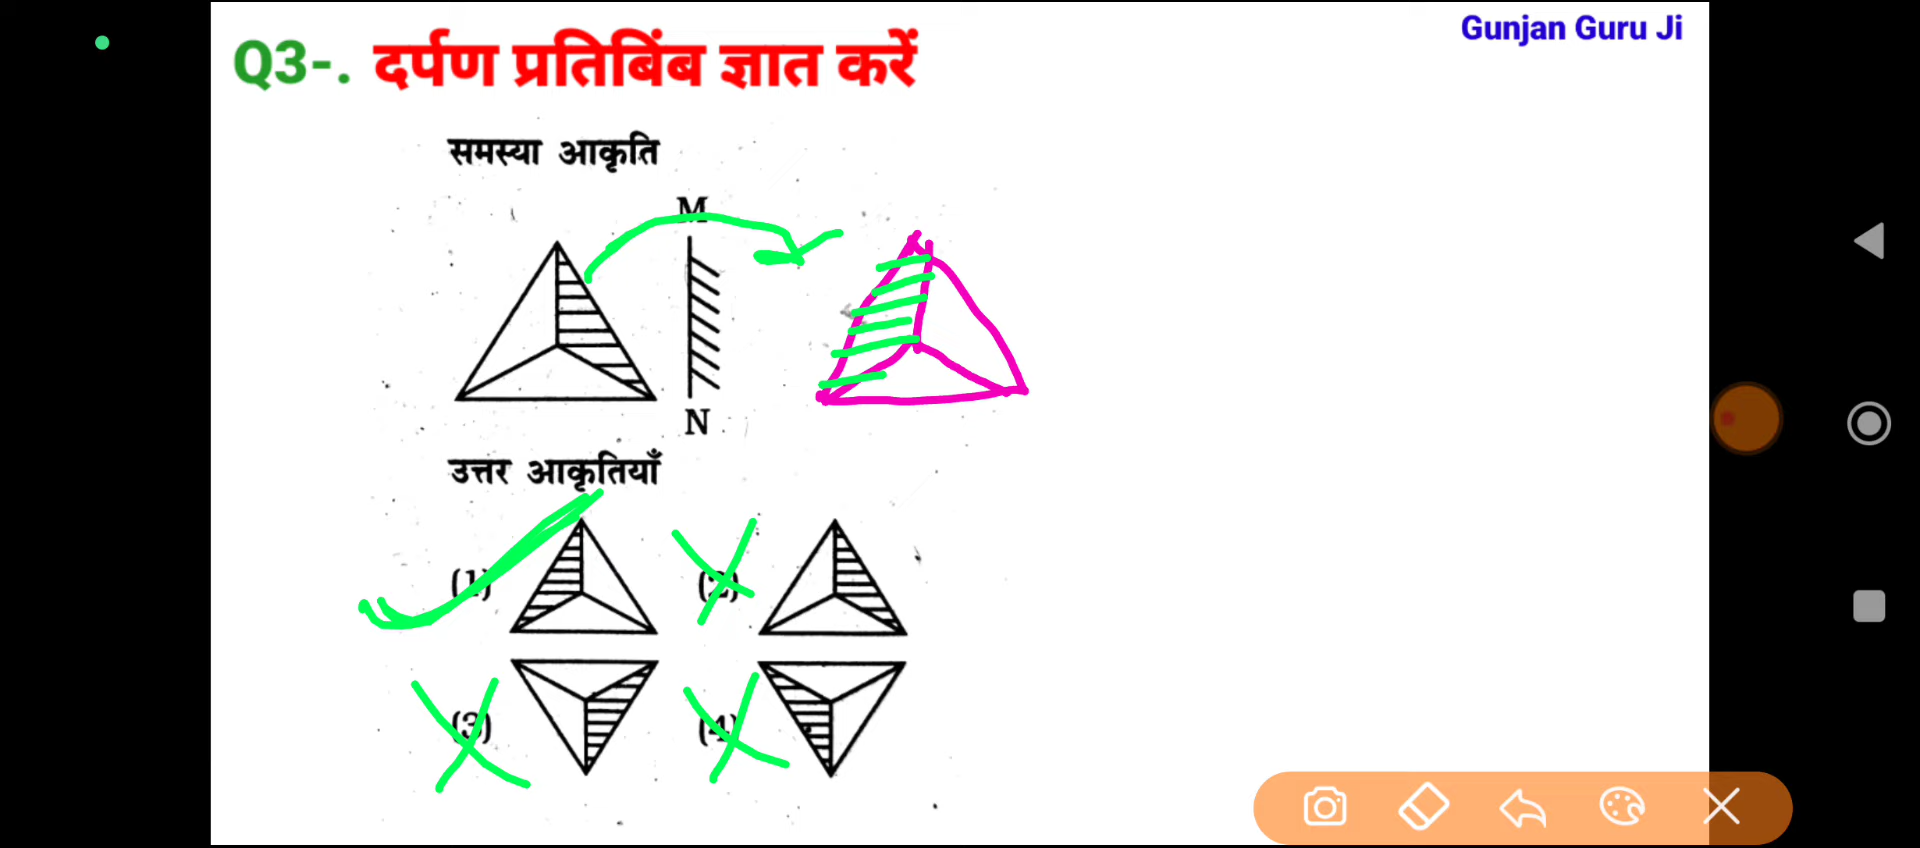 Gunjan Guru Ji
Q3-. दर्पण प्रतिबिंब ज्ञात करें
समस्या आकृति
M
N
उत्तर आकृतियाँ
(1) (2)
(3) (4)